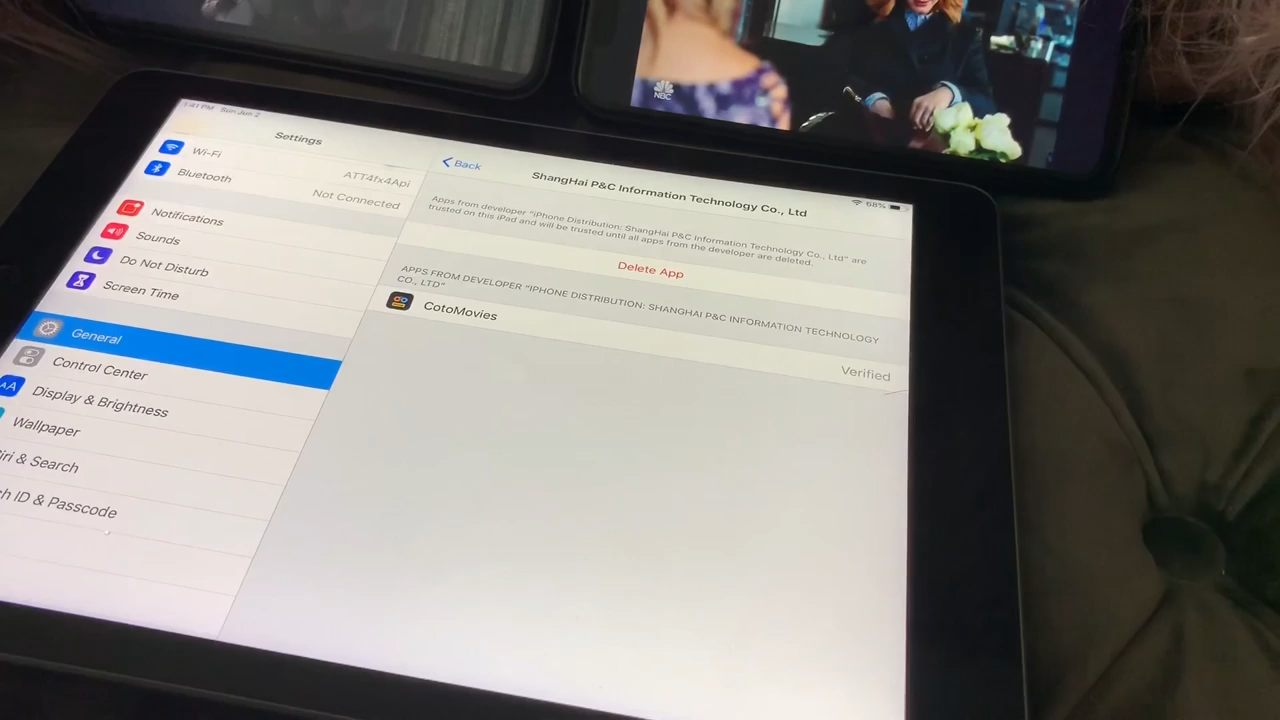 NBC
1:41 PM Sun Jun 2
68%
Settings
Wi-Fi
ATT4fx4Api
Bluetooth
Not Connected
Notifications
Sounds
Do Not Disturb
Screen Time
General
Control Center
Display & Brightness
AA
Wallpaper
iri & Search
ch ID & Passcode
Back
ShangHai P&C Information Technology Co., Ltd
Apps from developer "iPhone Distribution: ShangHai P&C Information Technology Co., Ltd" are
trusted on this iPad and will be trusted until all apps from the developer are deleted.
Delete App
APPS FROM DEVELOPER "IPHONE DISTRIBUTION: SHANGHAI P&C INFORMATION TECHNOLOGY
CO., LTD"
CotoMovies
Verified